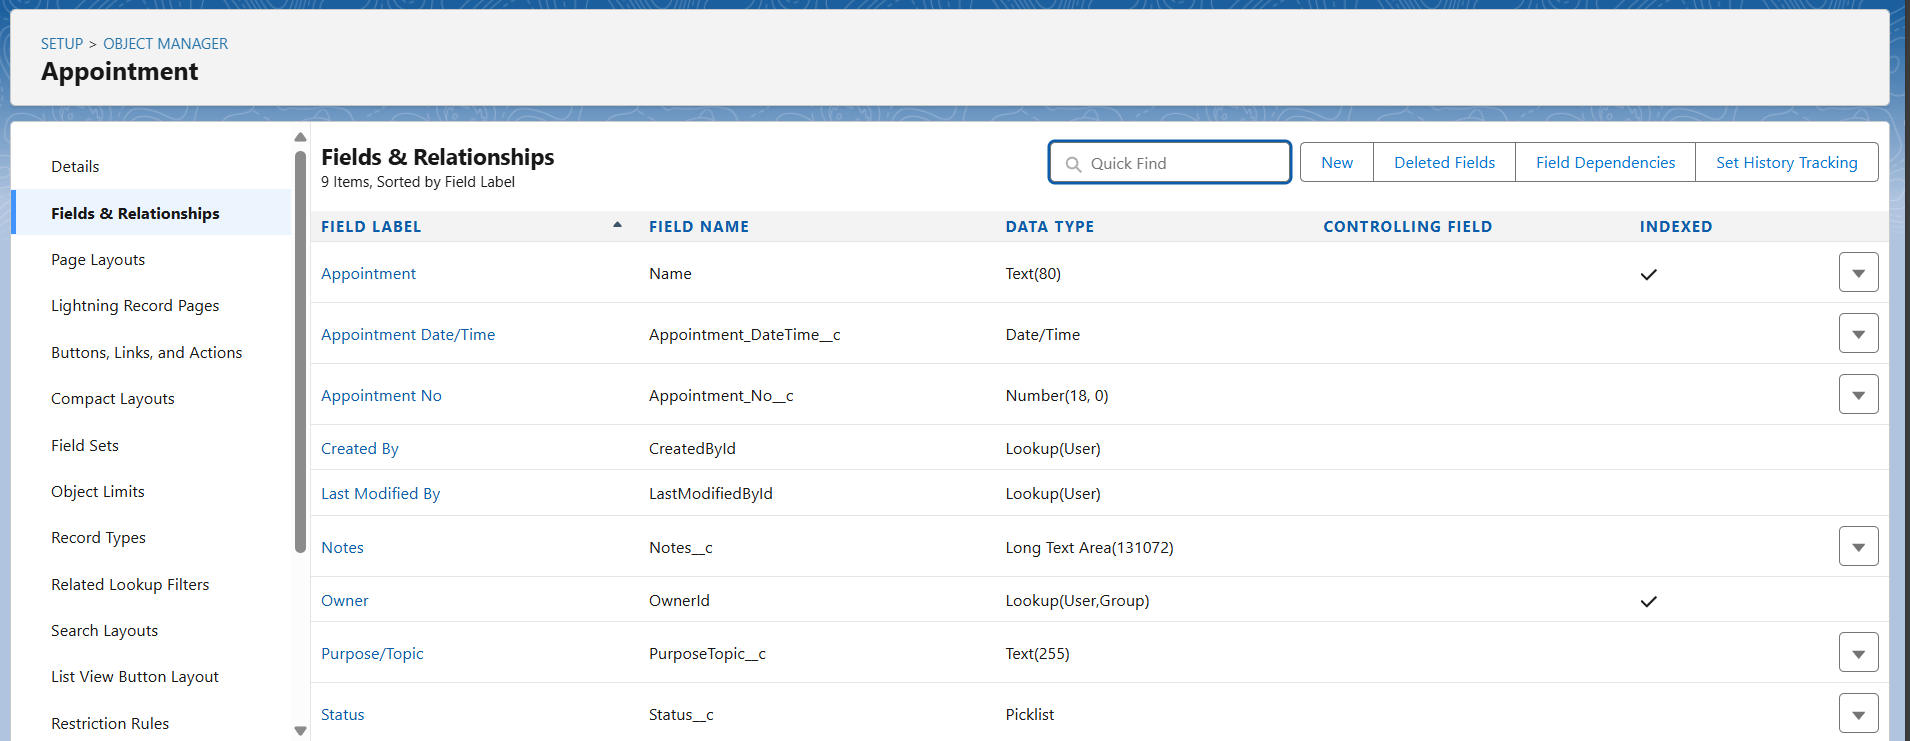 SETUP > OBJECT MANAGER
Appointment
Details
Fields & Relationships
Page Layouts
Lightning Record Pages
Buttons, Links, and Actions
Compact Layouts
Field Sets
Object Limits
Record Types
Related Lookup Filters
Search Layouts
List View Button Layout
Restriction Rules
Fields & Relationships
9 Items, Sorted by Field Label
Quick Find
New
Deleted Fields
Field Dependencies
Set History Tracking
FIELD LABEL FIELD NAME DATA TYPE CONTROLLING FIELD INDEXED
Appointment Name Text(80)
Appointment Date/Time Appointment_DateTime__c Date/Time
Appointment No Appointment_No__c Number(18, 0)
Created By CreatedById Lookup(User)
Last Modified By LastModifiedById Lookup(User)
Notes Notes__c Long Text Area(131072)
Owner OwnerId Lookup(User,Group)
Purpose/Topic PurposeTopic__c Text(255)
Status Status__c Picklist